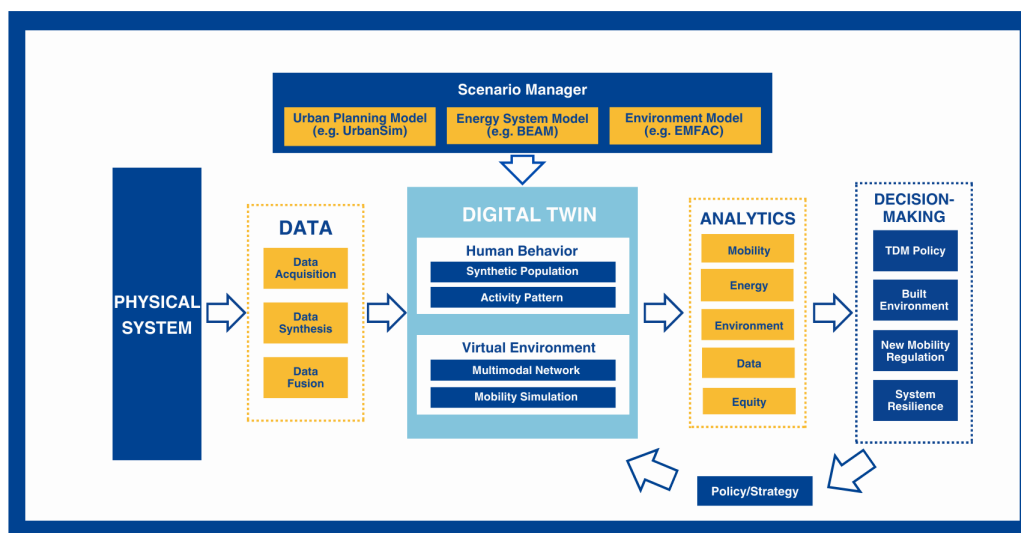 Scenario Manager
Urban Planning Model
(e.g. UrbanSim)
Energy System Model
(e.g. BEAM)
Environment Model
(e.g. EMFAC)
PHYSICAL
SYSTEM
DATA
Data
Acquisition
Data
Synthesis
Data
Fusion
DIGITAL TWIN
Human Behavior
Synthetic Population
Activity Pattern
Virtual Environment
Multimodal Network
Mobility Simulation
ANALYTICS
Mobility
Energy
Environment
Data
Equity
DECISION-
MAKING
TDM Policy
Built
Environment
New Mobility
Regulation
System
Resilience
Policy/Strategy